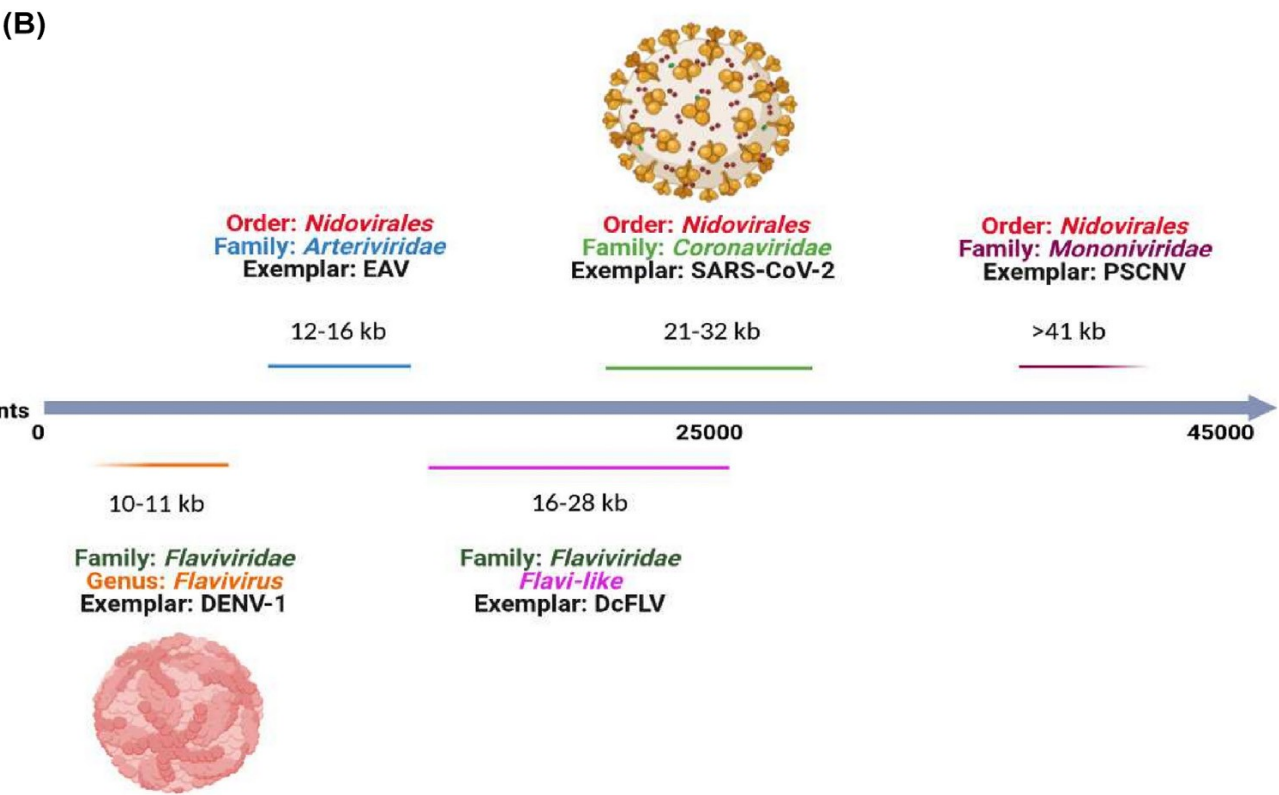 (B)
Order: Nidovirales
Family: Arteriviridae
Exemplar: EAV
12-16 kb
Order: Nidovirales
Family: Coronaviridae
Exemplar: SARS-CoV-2
21-32 kb
Order: Nidovirales
Family: Mononiviridae
Exemplar: PSCNV
>41 kb
nts
0
25000
45000
10-11 kb
Family: Flaviviridae
Genus: Flavivirus
Exemplar: DENV-1
16-28 kb
Family: Flaviviridae
Flavi-like
Exemplar: DcFLV